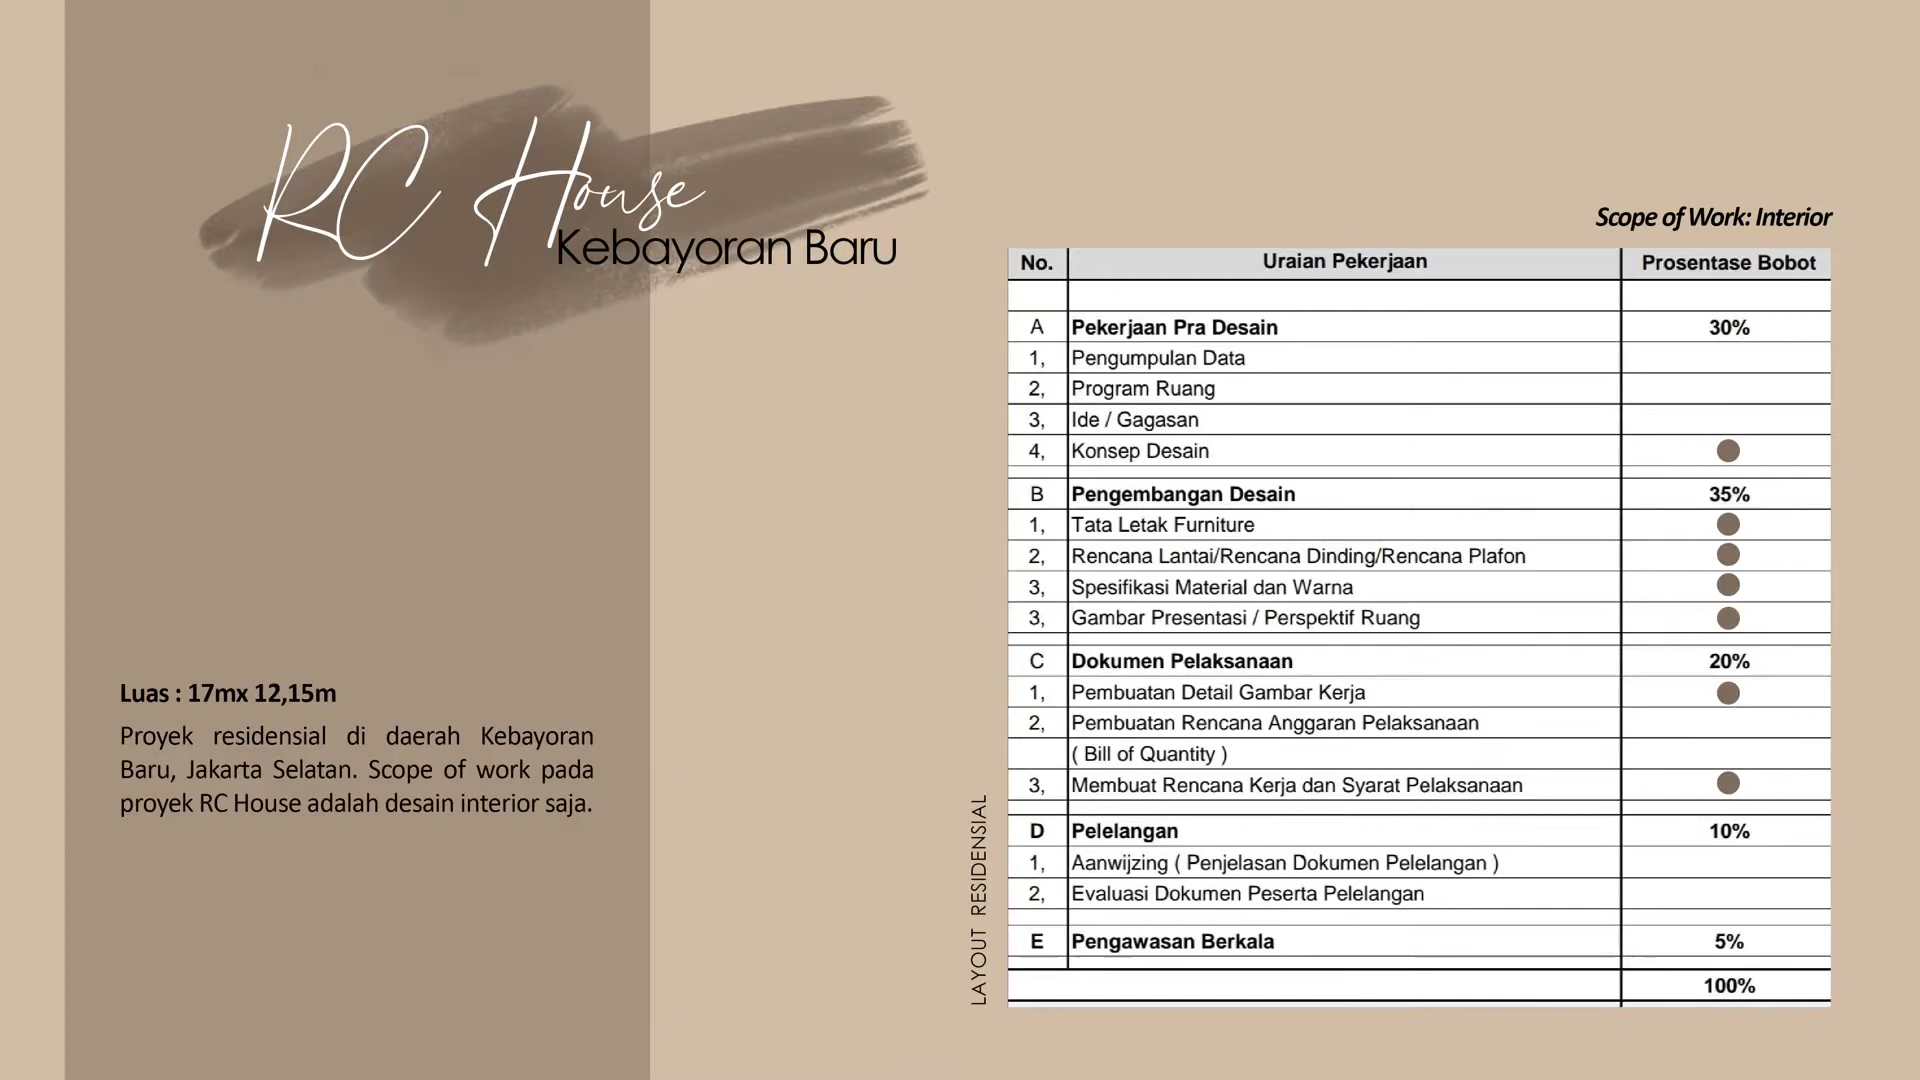 RC House
Kebayoran Baru
Scope of Work: Interior
No. Uraian Pekerjaan Prosentase Bobot
A Pekerjaan Pra Desain 30%
1, Pengumpulan Data
2, Program Ruang
3, Ide / Gagasan
4, Konsep Desain
B Pengembangan Desain 35%
1, Tata Letak Furniture
2, Rencana Lantai/Rencana Dinding/Rencana Plafon
3, Spesifikasi Material dan Warna
3, Gambar Presentasi / Perspektif Ruang
C Dokumen Pelaksanaan 20%
1, Pembuatan Detail Gambar Kerja
2, Pembuatan Rencana Anggaran Pelaksanaan
( Bill of Quantity )
3, Membuat Rencana Kerja dan Syarat Pelaksanaan
D Pelelangan 10%
1, Aanwijzing ( Penjelasan Dokumen Pelelangan )
2, Evaluasi Dokumen Peserta Pelelangan
E Pengawasan Berkala 5%
100%
Luas : 17mx 12,15m
Proyek residensial di daerah Kebayoran
Baru, Jakarta Selatan. Scope of work pada
proyek RC House adalah desain interior saja.
LAYOUT RESIDENSIAL